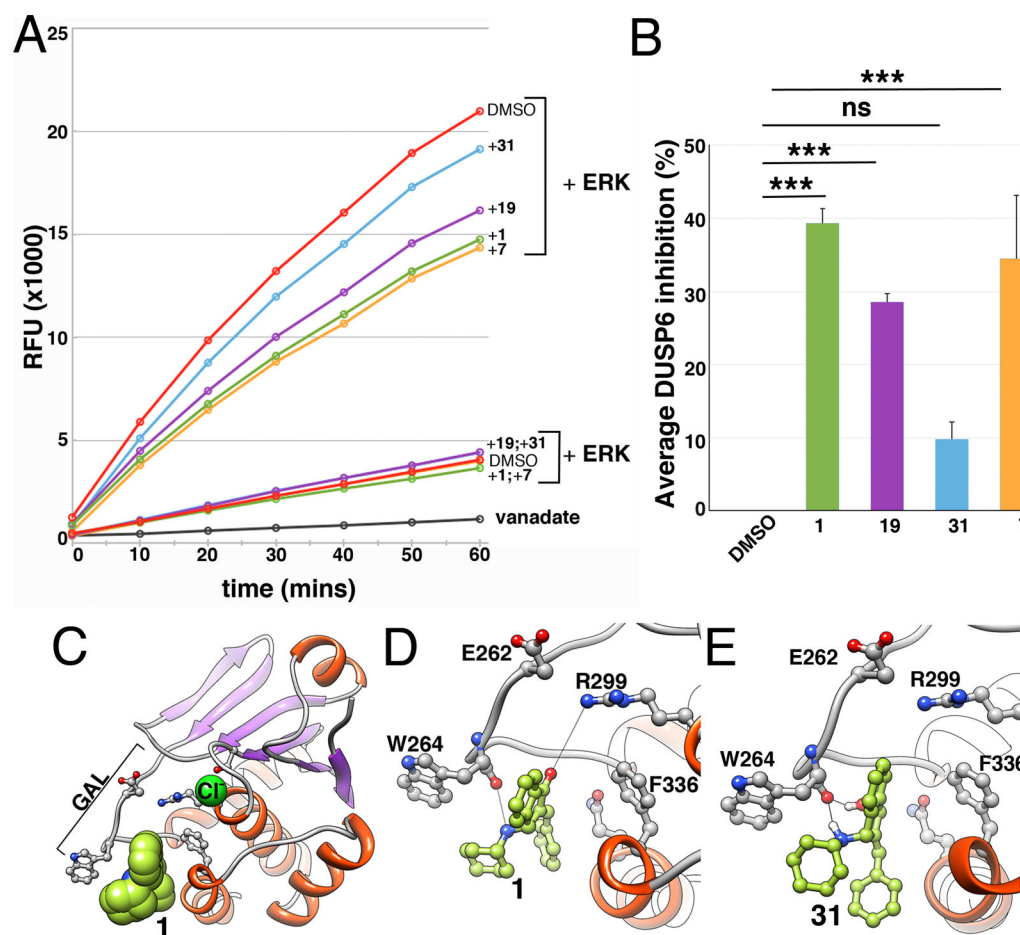 A
25
20
15
10
5
0
RFU (x1000)
DMSO
+31
+19
+1
+7
+ ERK
+19;+31
DMSO
+1;+7
+ ERK
vanadate
0 10 20 30 40 50 60
time (mins)
B
***
ns
***
***
50
40
30
20
10
0
Average DUSP6 inhibition (%)
DMSO 1 19 31
C
GAL
Cl-
1
D
E262
R299
W264
F336
1
E
E262
R299
W264
F336
31